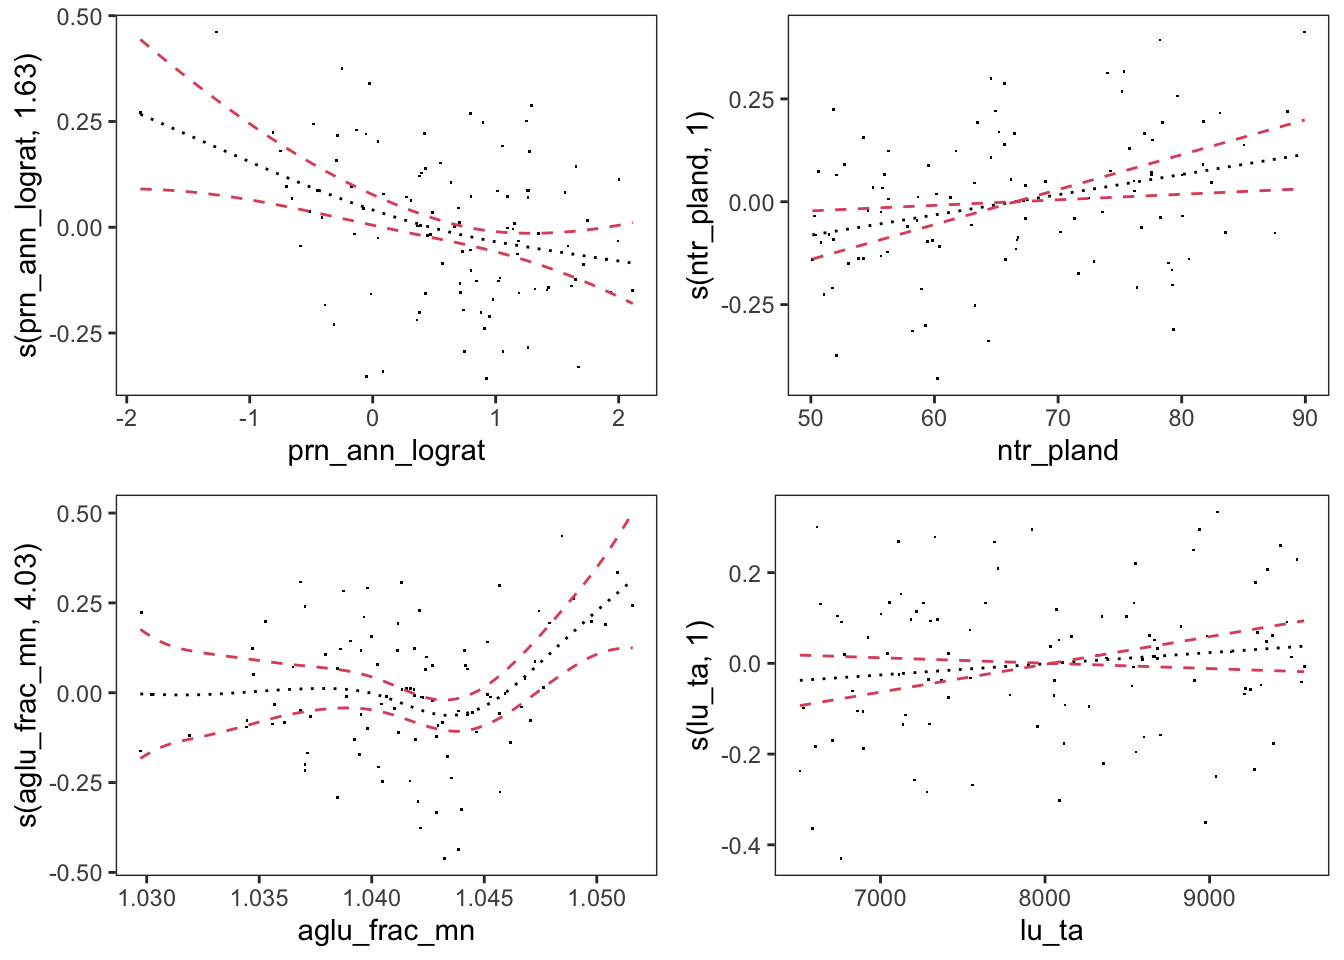 s(prn_ann_lograt, 1.63)
0.50
0.25
0.00
-0.25
-2 -1 0 1 2
prn_ann_lograt
s(ntr_pland, 1)
0.25
0.00
-0.25
50 60 70 80 90
ntr_pland
s(aglu_frac_mn, 4.03)
0.50
0.25
0.00
-0.25
-0.50
1.030 1.035 1.040 1.045 1.050
aglu_frac_mn
s(lu_ta, 1)
0.2
0.0
-0.2
-0.4
7000 8000 9000
lu_ta